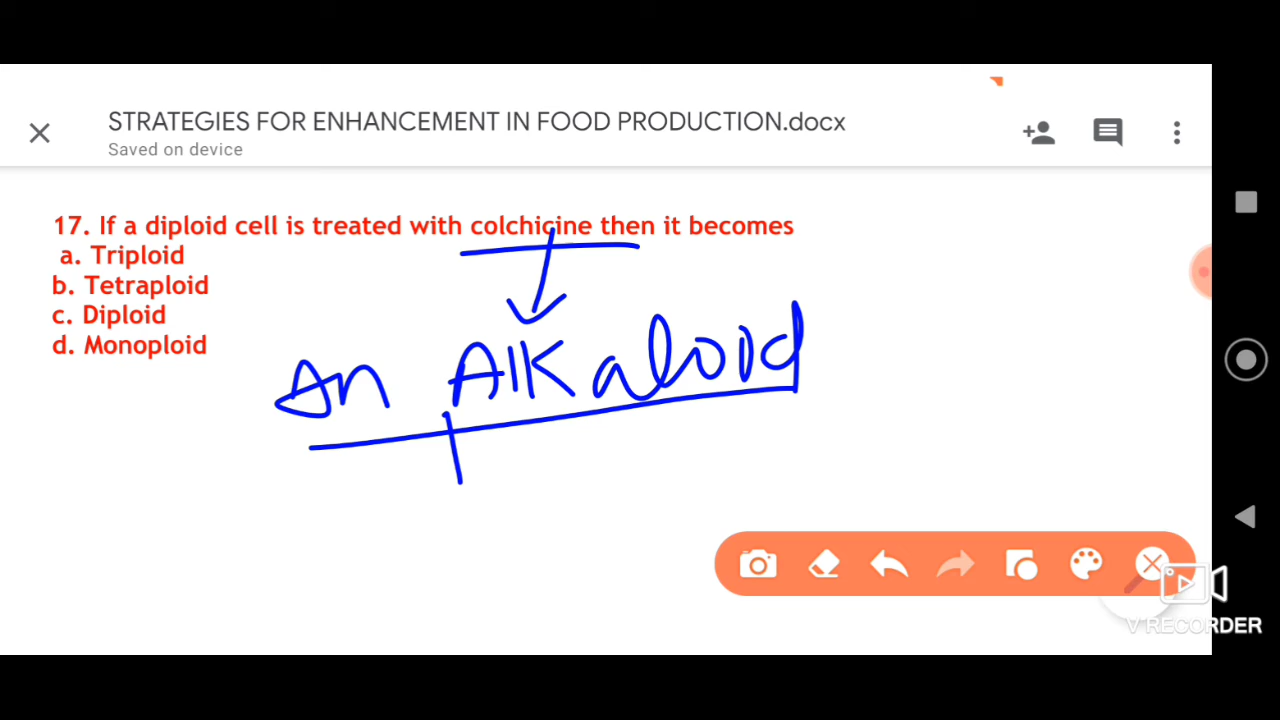 STRATEGIES FOR ENHANCEMENT IN FOOD PRODUCTION.docx
Saved on device
17. If a diploid cell is treated with colchicine then it becomes
a. Triploid
b. Tetraploid
c. Diploid
d. Monoploid
An Alkaloid
V RECORDER